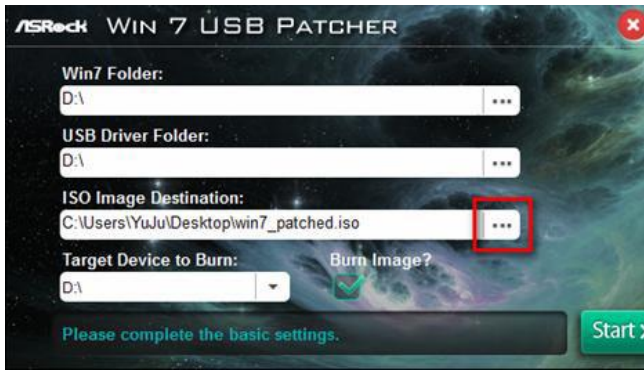 ASRock WIN 7 USB PATCHER
Win7 Folder:
D:\
USB Driver Folder:
D:\
ISO Image Destination:
C:\Users\YuJu\Desktop\win7_patched.iso
Target Device to Burn: Burn Image?
D:\
Please complete the basic settings.
Start